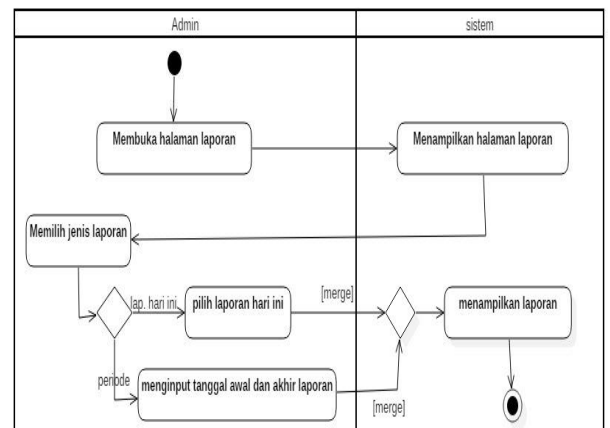 Admin
sistem
Membuka halaman laporan
Menampilkan halaman laporan
Memilih jenis laporan
lap. hari ini
pilih laporan hari ini
[merge]
menampilkan laporan
periode
menginput tanggal awal dan akhir laporan
[merge]